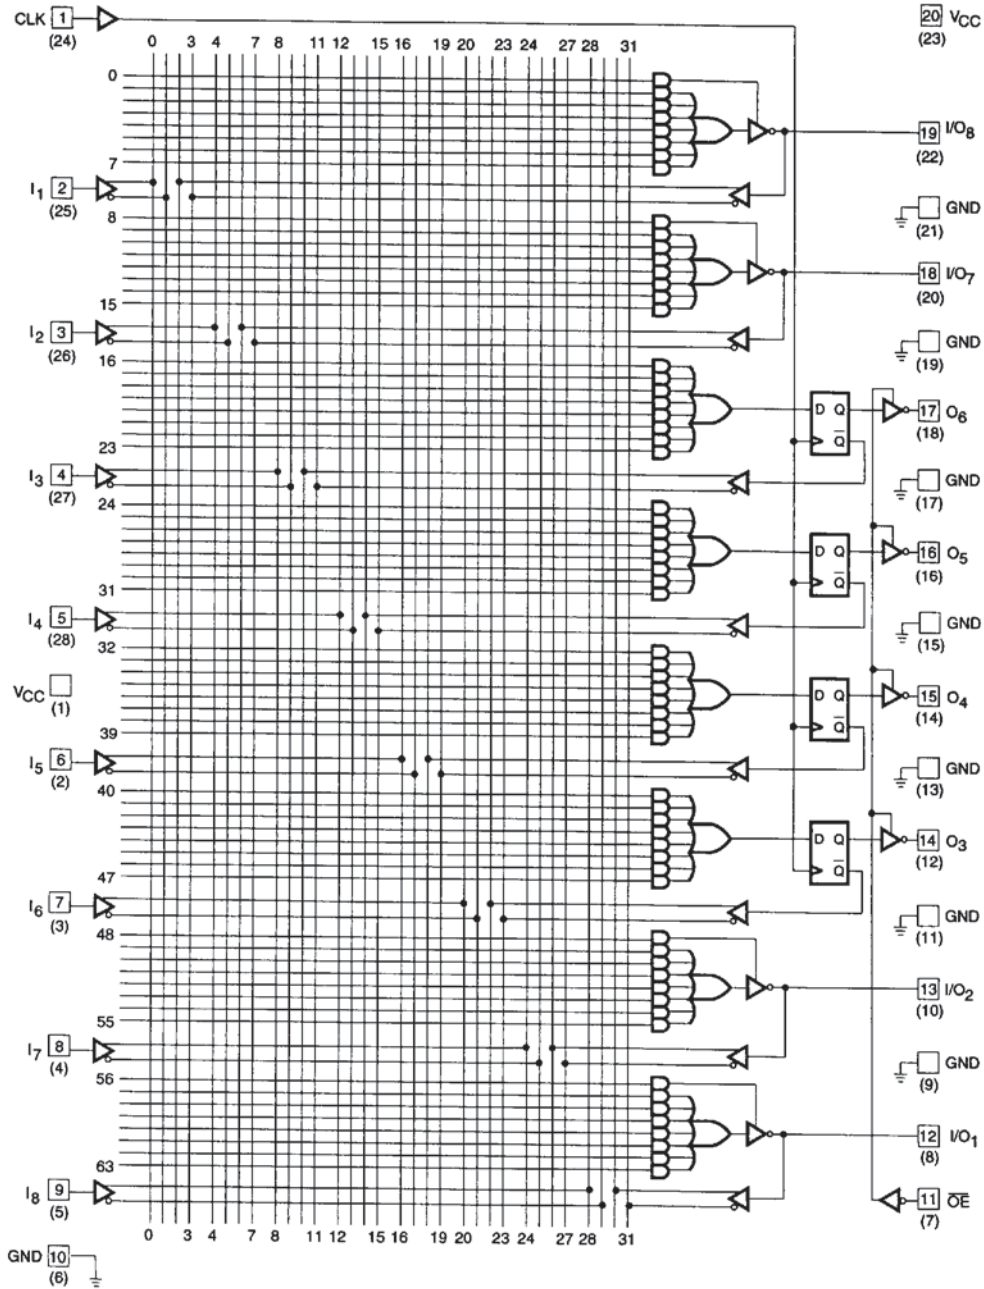 CLK 1 (24)
20 VCC (23)
0 3 4 7 8 11 12 15 16 19 20 23 24 27 28 31
0
19 I/O8 (22)
7
I1 2 (25)
GND (21)
8
18 I/O7 (20)
15
I2 3 (26)
GND (19)
16
D Q Q̅
17 O6 (18)
23
I3 4 (27)
GND (17)
24
D Q Q̅
16 O5 (16)
31
I4 5 (28)
GND (15)
32
VCC (1)
D Q Q̅
15 O4 (14)
39
I5 6 (2)
GND (13)
40
D Q Q̅
14 O3 (12)
47
I6 7 (3)
GND (11)
48
13 I/O2 (10)
55
I7 8 (4)
GND (9)
56
12 I/O1 (8)
63
I8 9 (5)
11 O̅E̅ (7)
0 3 4 7 8 11 12 15 16 19 20 23 24 27 28 31
GND 10 (6)